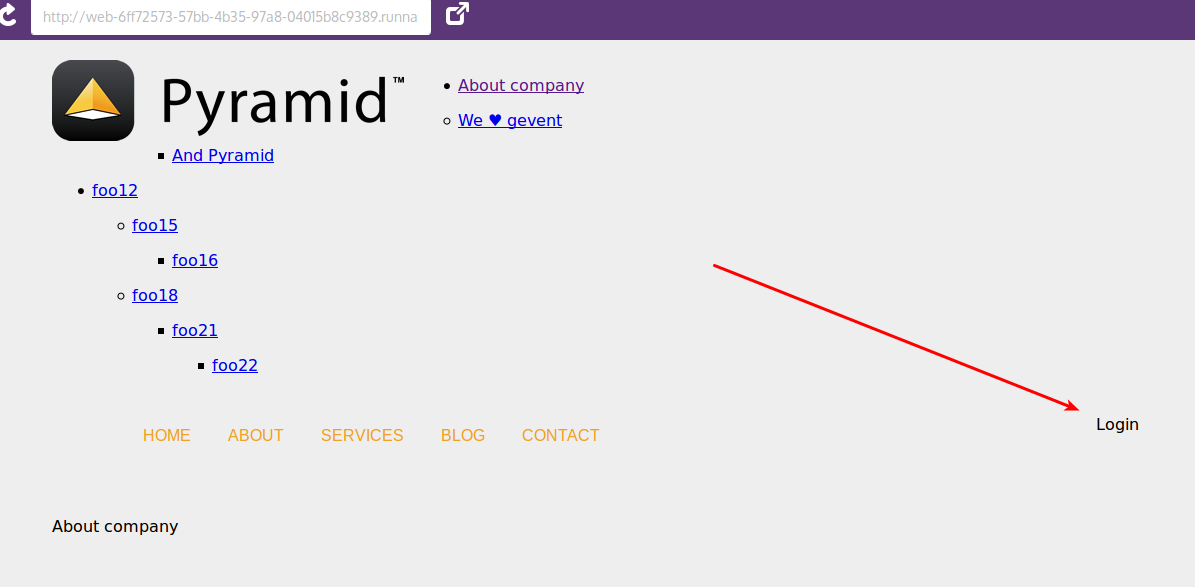 http://web-6ff72573-57bb-4b35-97a8-04015b8c9389.runna
Pyramid™
About company
We ♥ gevent
And Pyramid
foo12
foo15
foo16
foo18
foo21
foo22
Login
HOME ABOUT SERVICES BLOG CONTACT
About company